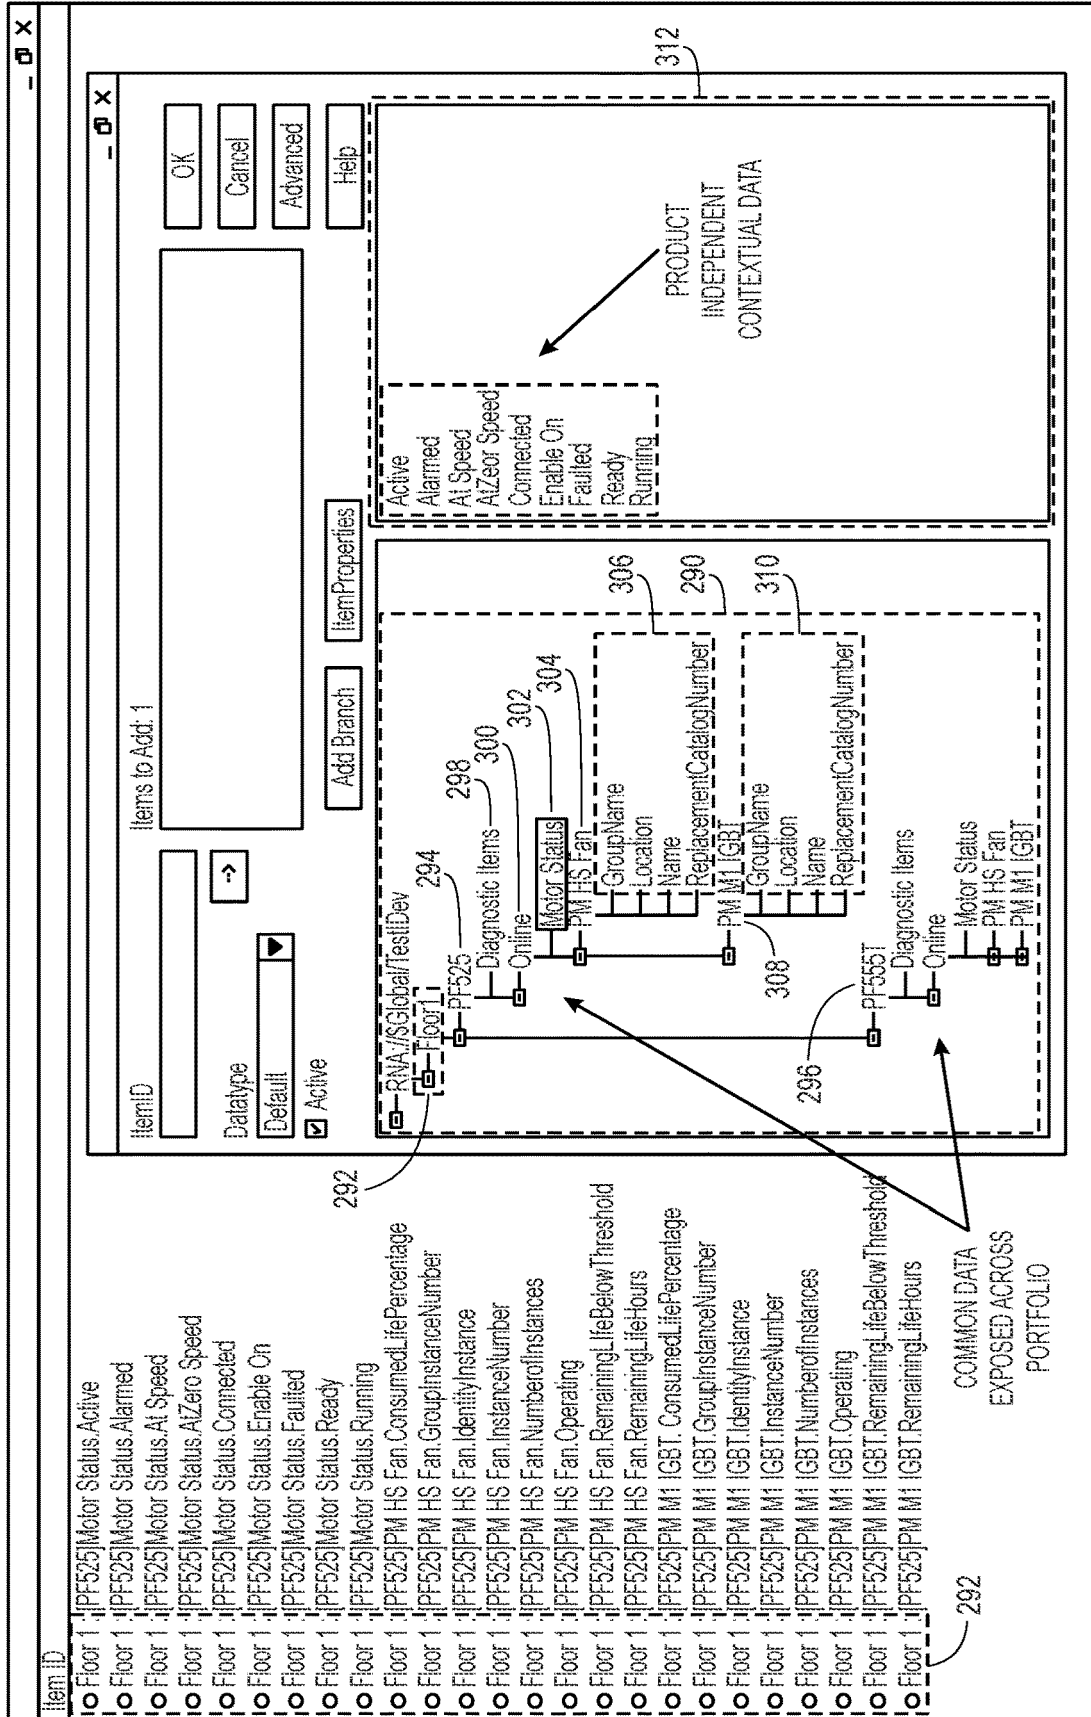 Item ID
Floor 1 :[PF525]Motor Status.Active
Floor 1 :[PF525]Motor Status.Alarmed
Floor 1 :[PF525]Motor Status.At Speed
Floor 1 :[PF525]Motor Status.AtZero Speed
Floor 1 :[PF525]Motor Status.Connected
Floor 1 :[PF525]Motor Status.Enable On
Floor 1 :[PF525]Motor Status.Faulted
Floor 1 :[PF525]Motor Status.Ready
Floor 1 :[PF525]Motor Status.Running
Floor 1 :[PF525]PM HS Fan.ConsumedLifePercentage
Floor 1 :[PF525]PM HS Fan.GroupInstanceNumber
Floor 1 :[PF525]PM HS Fan.IdentityInstance
Floor 1 :[PF525]PM HS Fan.InstanceNumber
Floor 1 :[PF525]PM HS Fan.NumberofInstances
Floor 1 :[PF525]PM HS Fan.Operating
Floor 1 :[PF525]PM HS Fan.RemainingLIfeBelowThreshold
Floor 1 :[PF525]PM HS Fan.RemainingLifeHours
Floor 1 :[PF525]PM M1 IGBT. ConsumedLifePercentage
Floor 1 :[PF525]PM M1 IGBT.GroupInstanceNumber
Floor 1 :[PF525]PM M1 IGBT.IdentityInstance
Floor 1 :[PF525]PM M1 IGBT.InstanceNumber
Floor 1 :[PF525]PM M1 IGBT.NumberofInstances
Floor 1 :[PF525]PM M1 IGBT.Operating
Floor 1 :[PF525]PM M1 IGBT.RemainingLifeBelowThreshold
Floor 1 :[PF525]PM M1 IGBT.RemainingLifeHours
292
COMMON DATA
EXPOSED ACROSS
PORTFOLIO
ItemID
Items to Add: 1
-->
Datatype
Default
Active
Add Branch
ItemProperties
OK
Cancel
Advanced
Help
292
RNA://$Global/TestIDev
Floor1
PF525
294
Diagnostic Items
298
Online
300
Motor Status
302
PM HS Fan
304
GroupName
Location
Name
ReplacementCatalogNumber
306
PM M1 IGBT
308
290
GroupName
Location
Name
ReplacementCatalogNumber
310
296
PF555T
Diagnostic Items
Online
Motor Status
PM HS Fan
PM M1 IGBT
Active
Alarmed
At Speed
AtZeor Speed
Connected
Enable On
Faulted
Ready
Running
PRODUCT
INDEPENDENT
CONTEXTUAL DATA
312